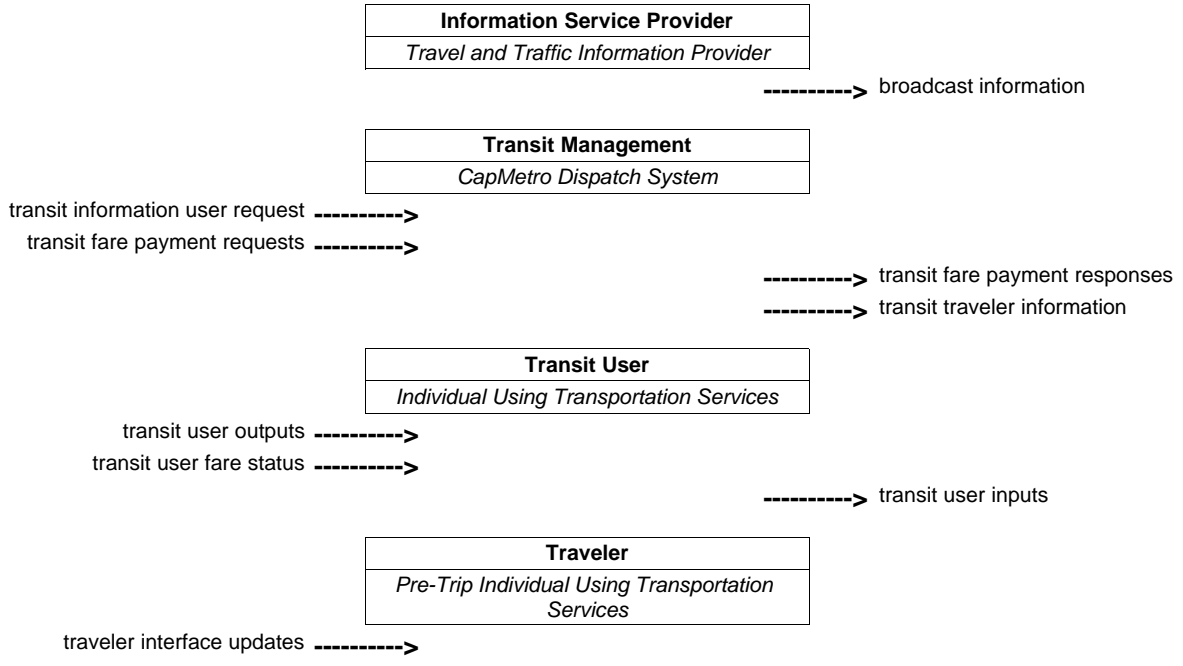 Information Service Provider
Travel and Traffic Information Provider
----------> broadcast information
Transit Management
CapMetro Dispatch System
transit information user request ---------->
transit fare payment requests ---------->
----------> transit fare payment responses
----------> transit traveler information
Transit User
Individual Using Transportation Services
transit user outputs ---------->
transit user fare status ---------->
----------> transit user inputs
Traveler
Pre-Trip Individual Using Transportation
Services
traveler interface updates ---------->